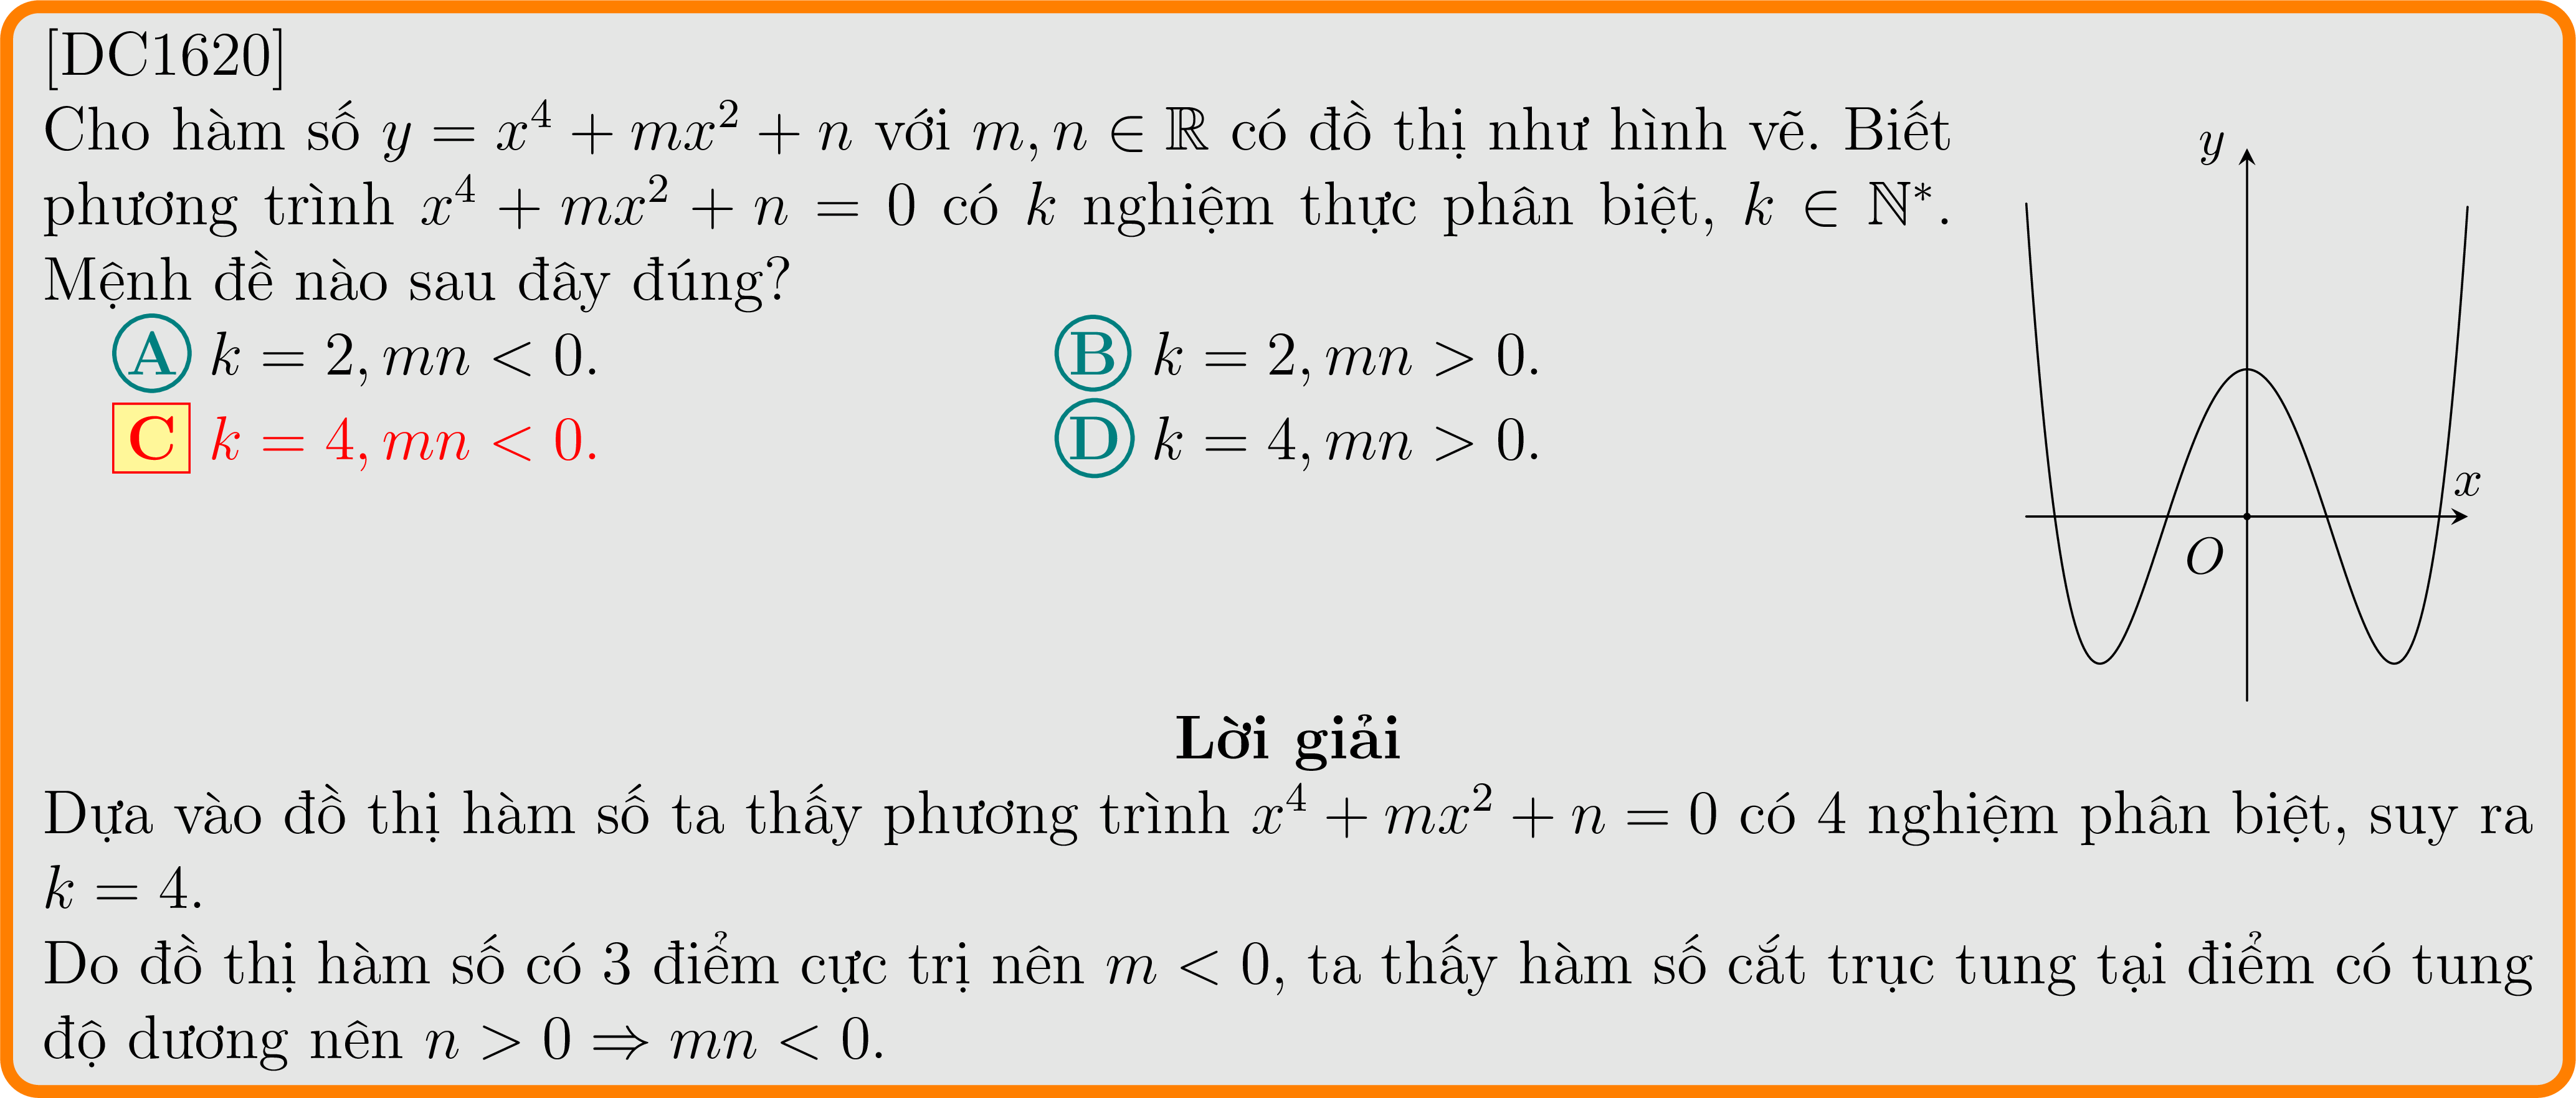 [DC1620]
Cho hàm số $y = x^4 + mx^2 + n$ với $m, n \in \mathbb{R}$ có đồ thị như hình vẽ. Biết
phương trình $x^4 + mx^2 + n = 0$ có $k$ nghiệm thực phân biệt, $k \in \mathbb{N}^*$.
Mệnh đề nào sau đây đúng?
A $k = 2, mn < 0$.
B $k = 2, mn > 0$.
C $k = 4, mn < 0$.
D $k = 4, mn > 0$.
y
x
O
Lời giải
Dựa vào đồ thị hàm số ta thấy phương trình $x^4 + mx^2 + n = 0$ có 4 nghiệm phân biệt, suy ra
$k = 4$.
Do đồ thị hàm số có 3 điểm cực trị nên $m < 0$, ta thấy hàm số cắt trục tung tại điểm có tung
độ dương nên $n > 0 \Rightarrow mn < 0$.